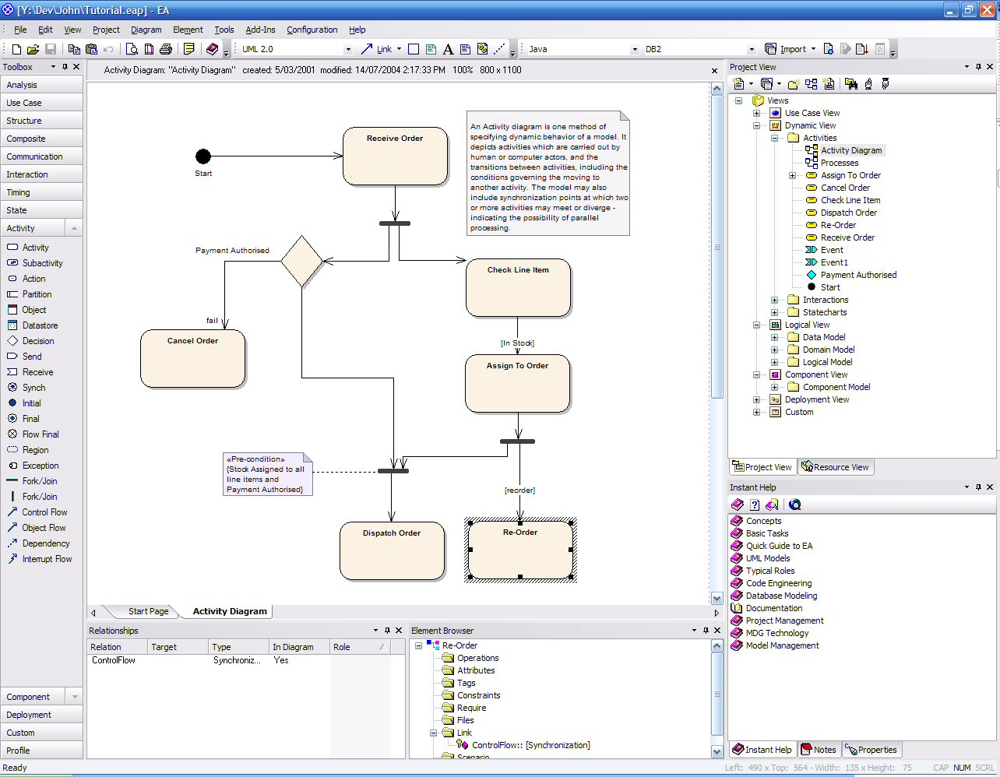 [Y:\Dev\John\Tutorial.eap] - EA
File Edit View Project Diagram Element Tools Add-Ins Configuration Help
UML 2.0 Link A Java DB2 Import
Toolbox
Analysis
Use Case
Structure
Composite
Communication
Interaction
Timing
State
Activity
Activity
Subactivity
Action
Partition
Object
Datastore
Decision
Send
Receive
Synch
Initial
Final
Flow Final
Region
Exception
Fork/Join
Fork/Join
Control Flow
Object Flow
Dependency
Interrupt Flow
Component
Deployment
Custom
Profile
Activity Diagram: "Activity Diagram" created: 5/03/2001 modified: 14/07/2004 2:17:33 PM 100% 800 x 1100
Receive Order
Start
An Activity diagram is one method of
specifying dynamic behavior of a model. It
depicts activities which are carried out by
human or computer actors, and the
transitions between activities, including the
conditions governing the moving to
another activity. The model may also
include synchronization points at which two
or more activities may meet or diverge -
indicating the possibility of parallel
processing.
Payment Authorised
Check Line Item
fail
Cancel Order
[In Stock]
Assign To Order
«Pre-condition»
{Stock Assigned to all
line items and
Payment Authorised}
[reorder]
Dispatch Order
Re-Order
Start Page Activity Diagram
Relationships
Relation Target Type In Diagram Role
ControlFlow Synchroniz... Yes
Element Browser
Re-Order
Operations
Attributes
Tags
Constraints
Require
Files
Link
ControlFlow:: [Synchronization]
Scenario
Project View
Views
Use Case View
Dynamic View
Activities
Activity Diagram
Processes
Assign To Order
Cancel Order
Check Line Item
Dispatch Order
Re-Order
Receive Order
Event
Event1
Payment Authorised
Start
Interactions
Statecharts
Logical View
Data Model
Domain Model
Logical Model
Component View
Component Model
Deployment View
Custom
Project View Resource View
Instant Help
Concepts
Basic Tasks
Quick Guide to EA
UML Models
Typical Roles
Code Engineering
Database Modeling
Documentation
Project Management
MDG Technology
Model Management
Instant Help Notes Properties
Ready
Left: 490 x Top: 564 - Width: 135 x Height: 75 CAP NUM SCRL